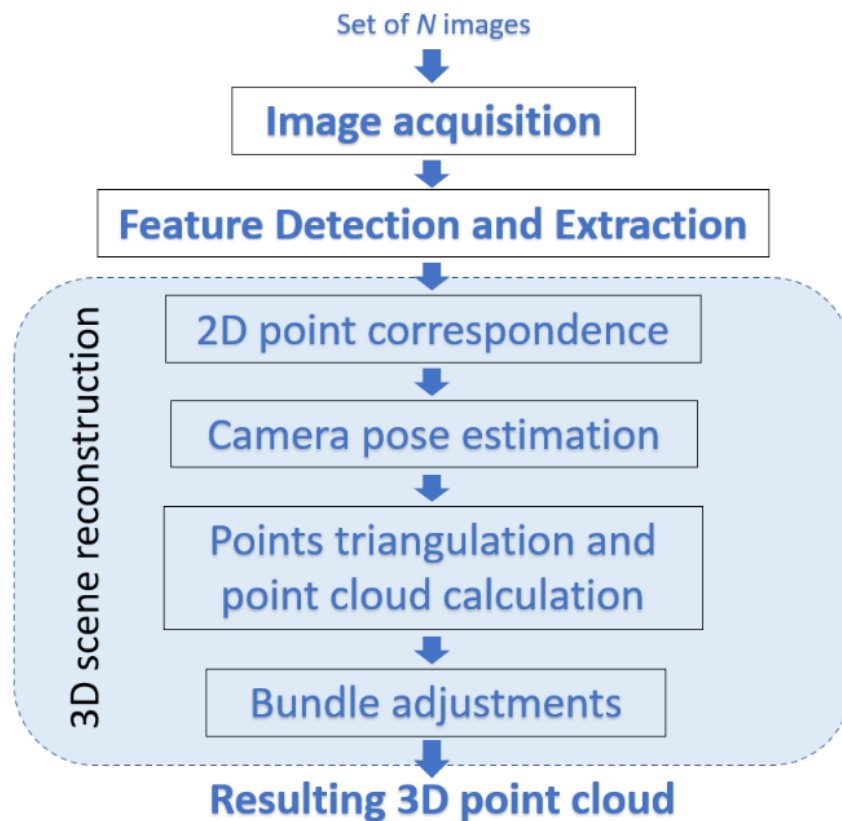 Set of N images
Image acquisition
Feature Detection and Extraction
3D scene reconstruction
2D point correspondence
Camera pose estimation
Points triangulation and
point cloud calculation
Bundle adjustments
Resulting 3D point cloud